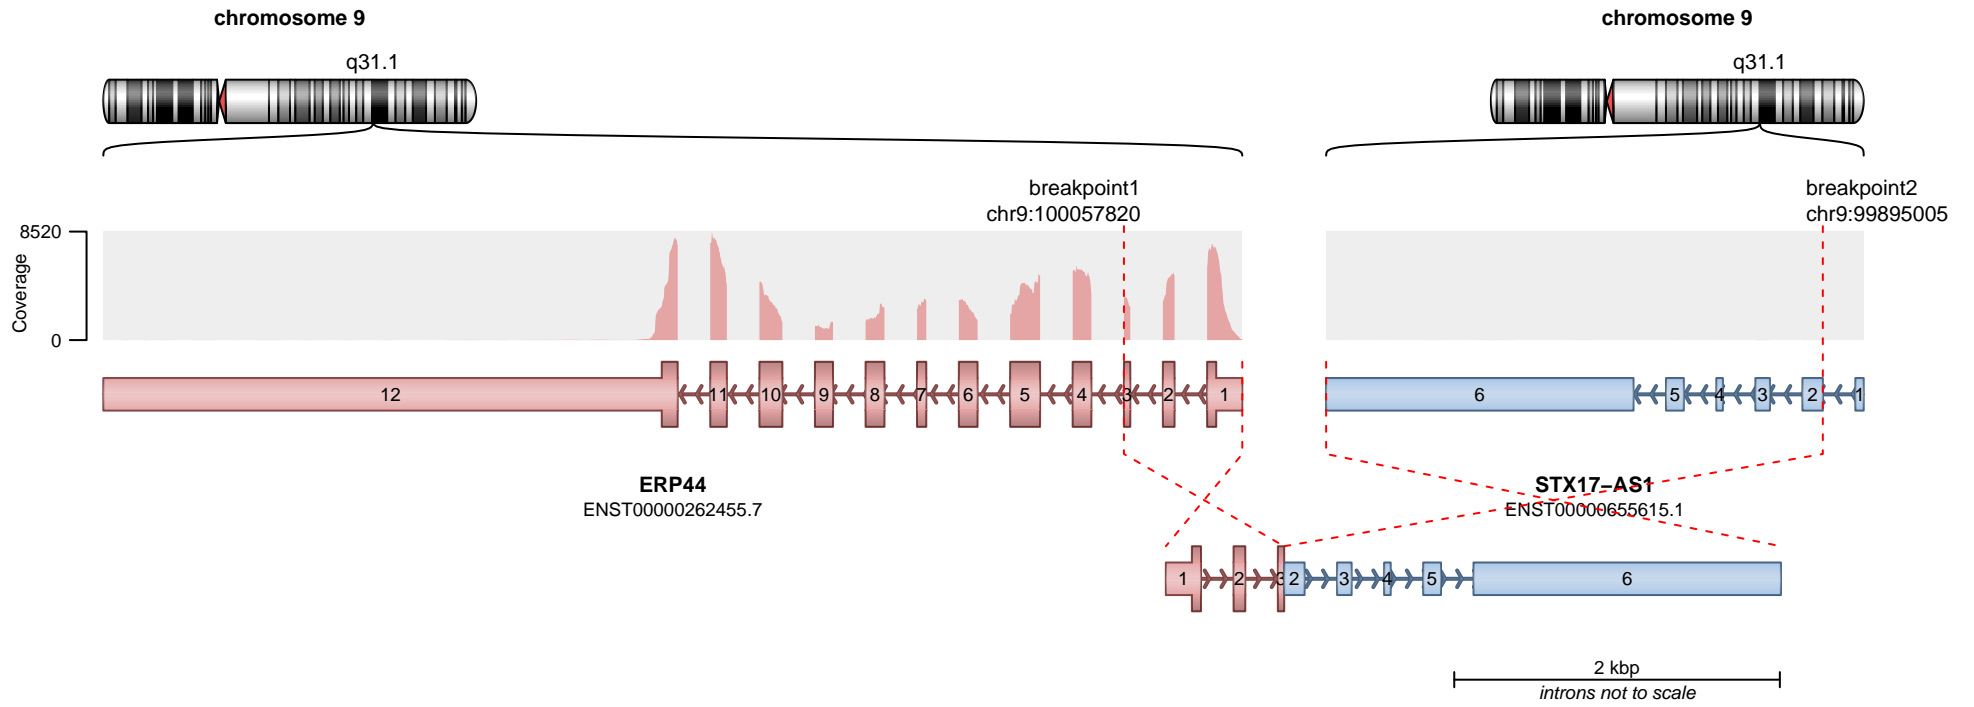 chromosome 9
chromosome 9
q31.1
q31.1
breakpoint1
chr9:100057820
breakpoint2
chr9:99895005
8520
Coverage
0
12 11 10 9 8 7 6 5 4 3 2 1
6 5 4 3 2 1
ERP44
ENST00000262455.7
STX17–AS1
ENST00000655615.1
1 2 3 2 3 4 5 6
2 kbp
introns not to scale